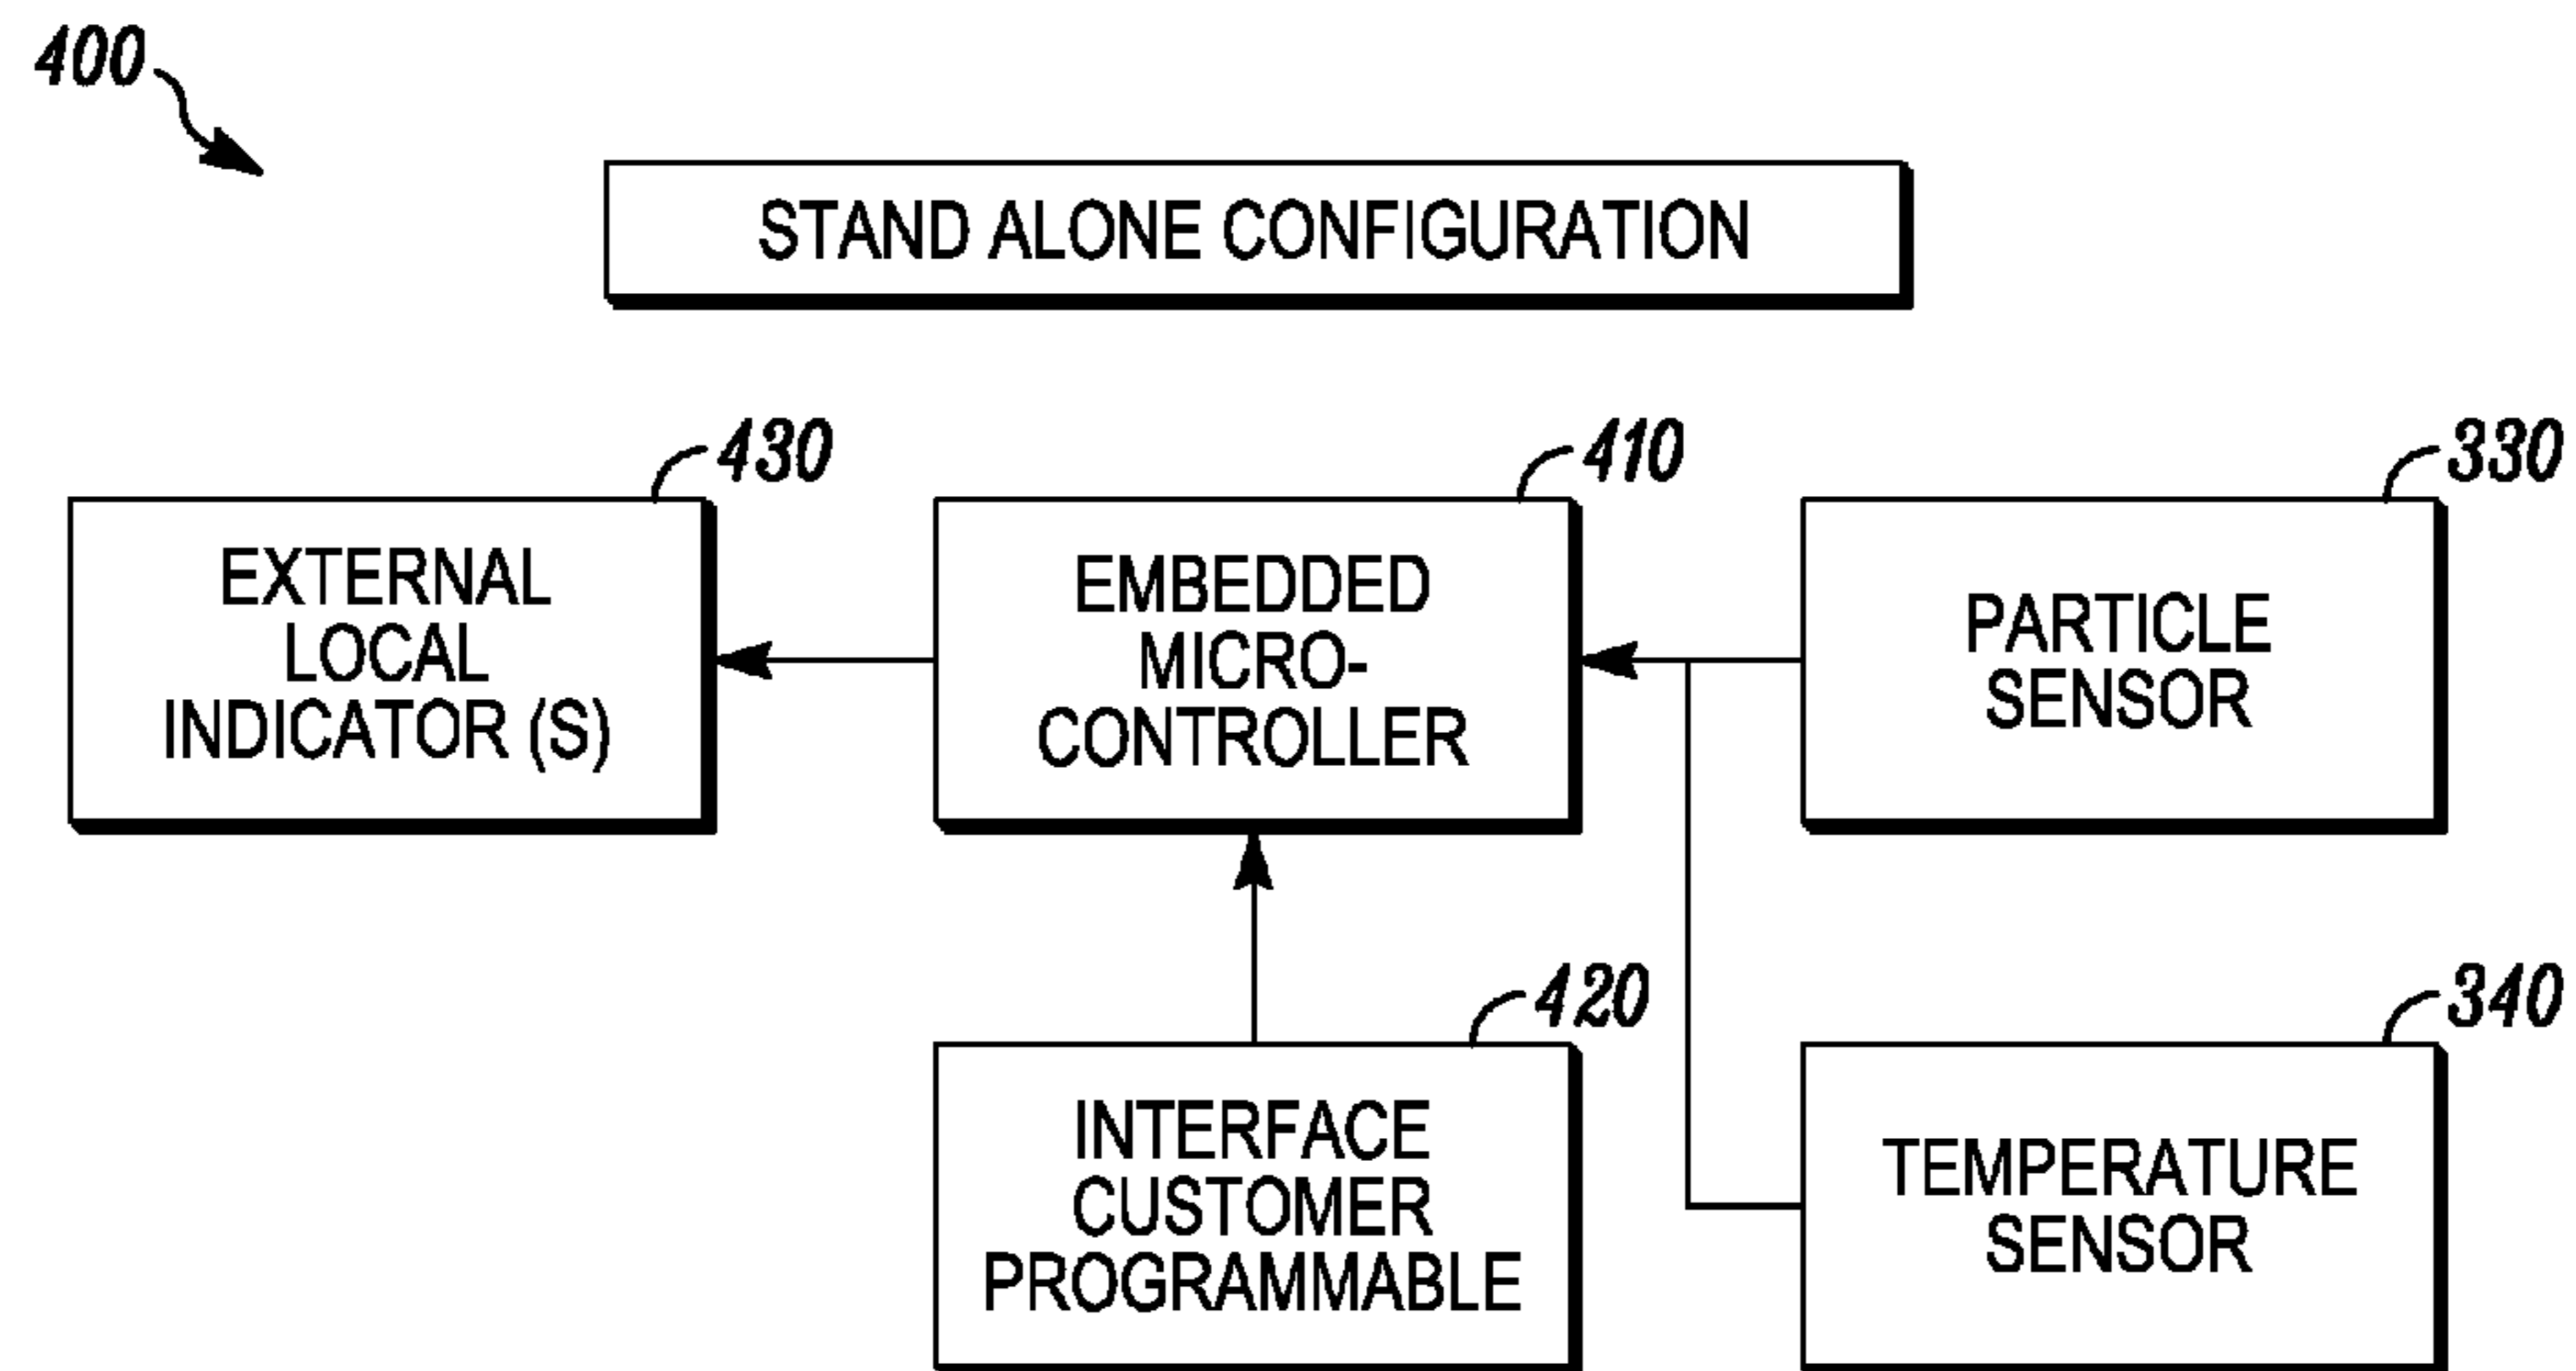 400
STAND ALONE CONFIGURATION
430
EXTERNAL
LOCAL
INDICATOR (S)
410
EMBEDDED
MICRO-
CONTROLLER
330
PARTICLE
SENSOR
420
INTERFACE
CUSTOMER
PROGRAMMABLE
340
TEMPERATURE
SENSOR